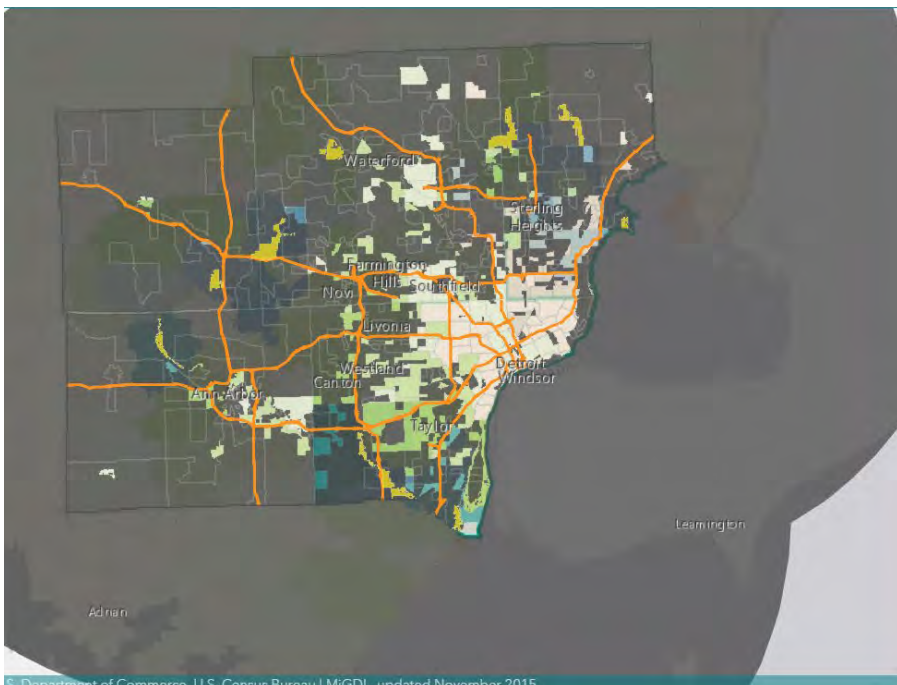 Waterford
Sterling
Heights
Farmington
Hills
Southfield
Novi
Livonia
Detroit
Westland
Windsor
Canton
Ann Arbor
Taylor
Leamington
Adrian
S. Department of Commerce, U.S. Census Bureau | MiGDL, updated November 2015